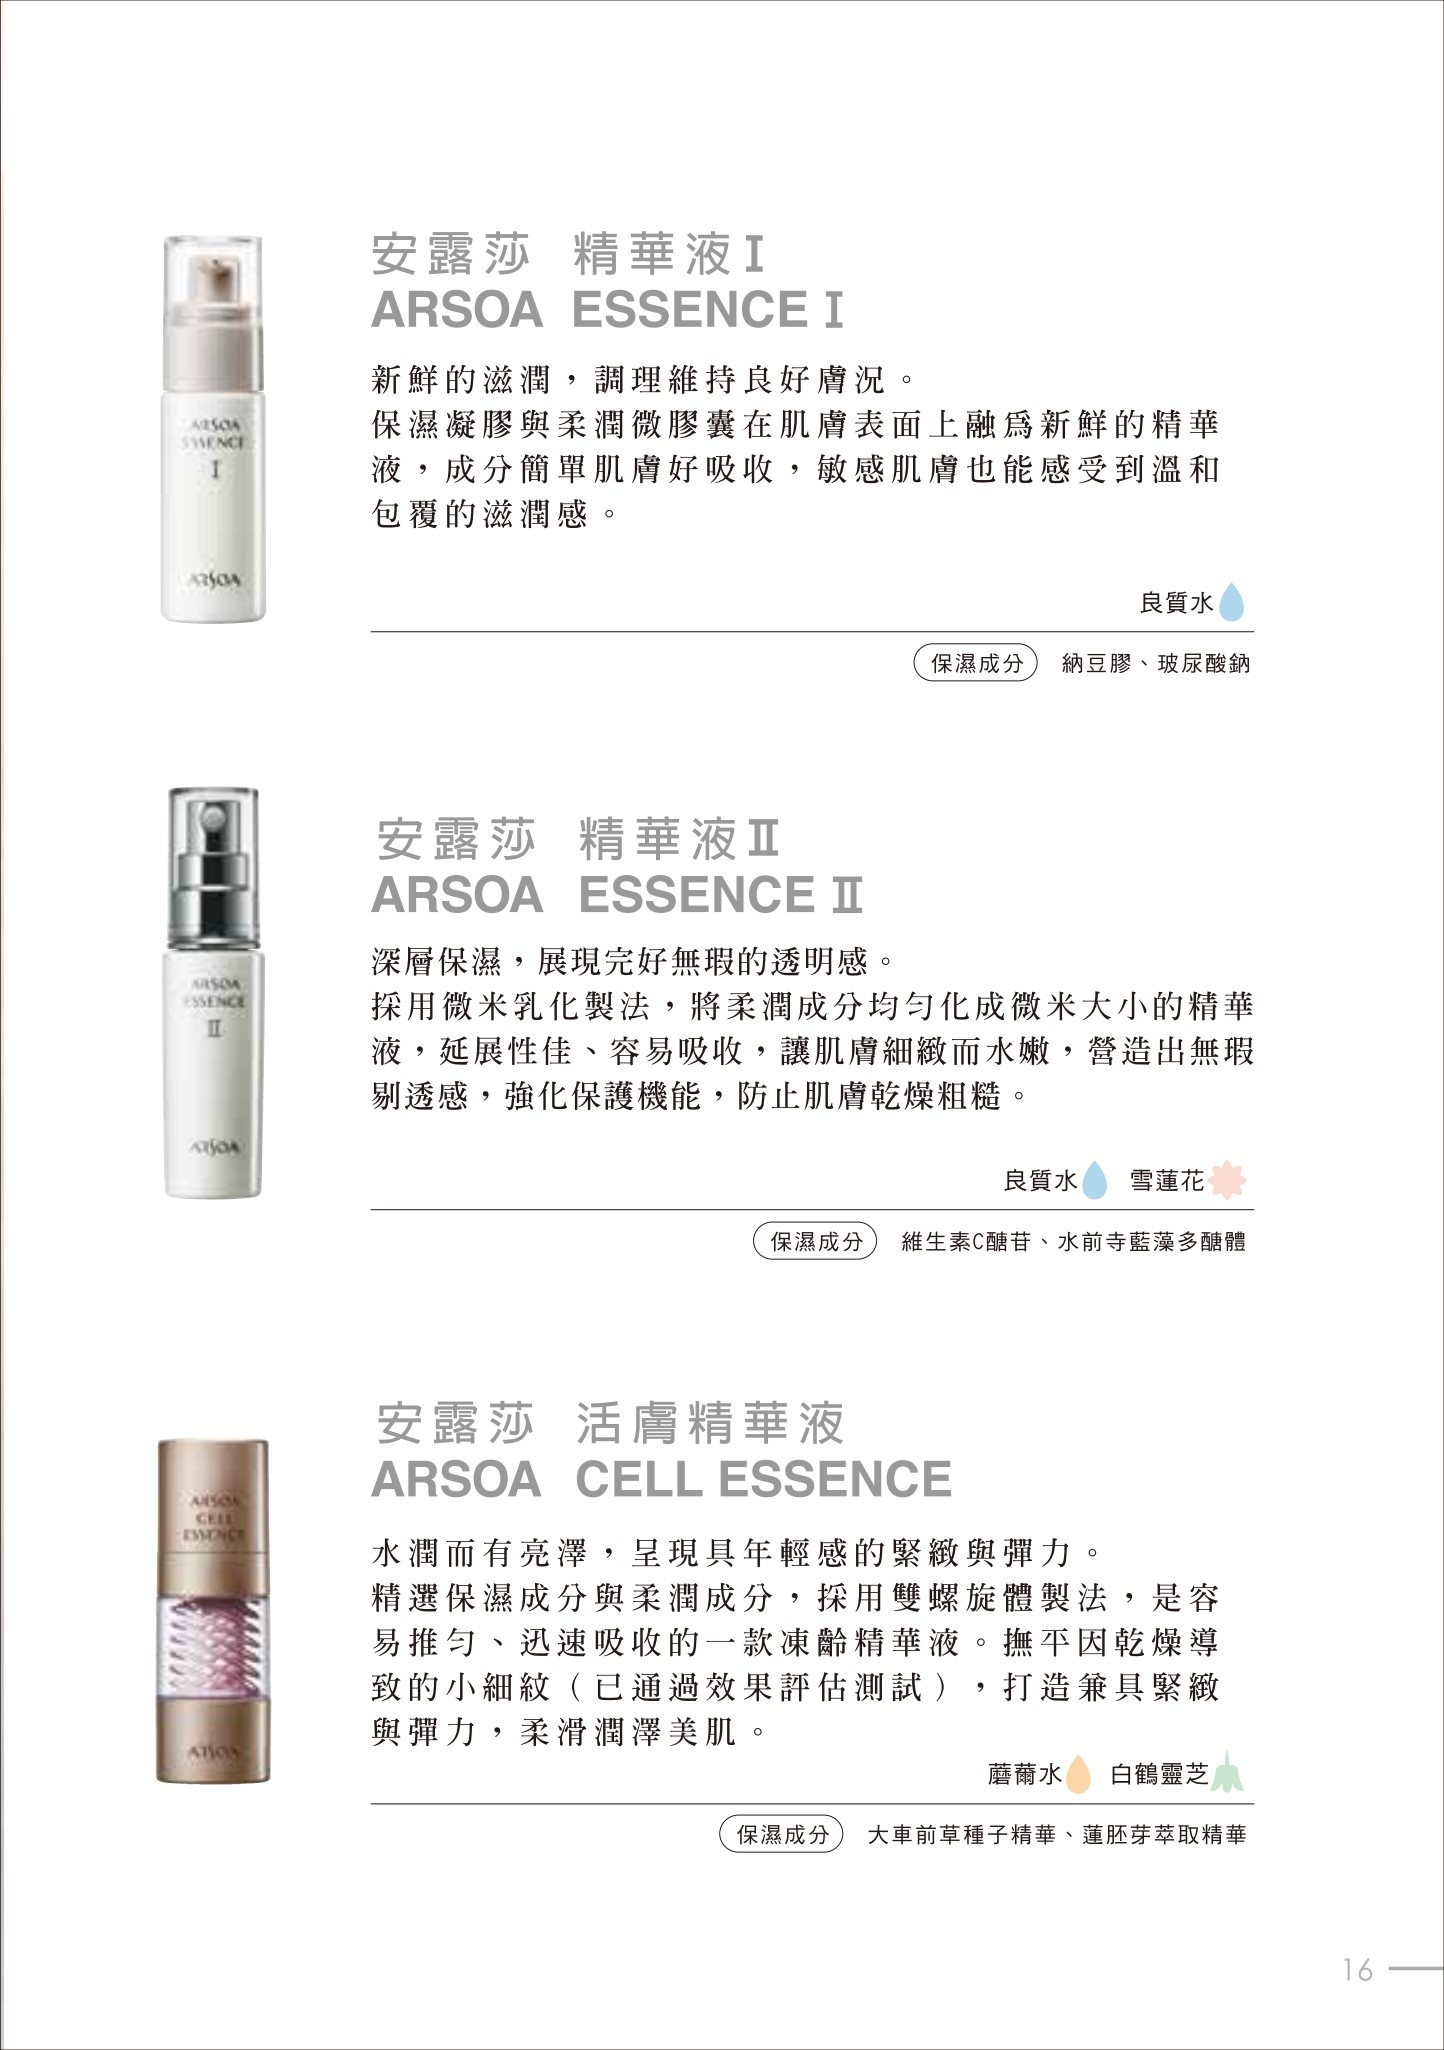 安露莎 精華液Ⅰ
ARSOA ESSENCE Ⅰ
新鮮的滋潤，調理維持良好膚況。
保濕凝膠與柔潤微膠囊在肌膚表面上融為新鮮的精華
液，成分簡單肌膚好吸收，敏感肌膚也能感受到溫和
包覆的滋潤感。
良質水
保濕成分 納豆膠、玻尿酸鈉
ARSOA
ESSENCE
I
ARSOA
安露莎 精華液Ⅱ
ARSOA ESSENCE Ⅱ
深層保濕，展現完好無瑕的透明感。
採用微米乳化製法，將柔潤成分均勻化成微米大小的精華
液，延展性佳、容易吸收，讓肌膚細緻而水嫩，營造出無瑕
剔透感，強化保護機能，防止肌膚乾燥粗糙。
良質水 雪蓮花
保濕成分 維生素C醣苷、水前寺藍藻多醣體
ARSOA
ESSENCE
II
ARSOA
安露莎 活膚精華液
ARSOA CELL ESSENCE
水潤而有亮澤，呈現具年輕感的緊緻與彈力。
精選保濕成分與柔潤成分，採用雙螺旋體製法，是容
易推勻、迅速吸收的一款凍齡精華液。撫平因乾燥導
致的小細紋（已通過效果評估測試），打造兼具緊緻
與彈力，柔滑潤澤美肌。
蘑薾水 白鶴靈芝
保濕成分 大車前草種子精華、蓮胚芽萃取精華
ARSOA
CELL
ESSENCE
ARSOA
16